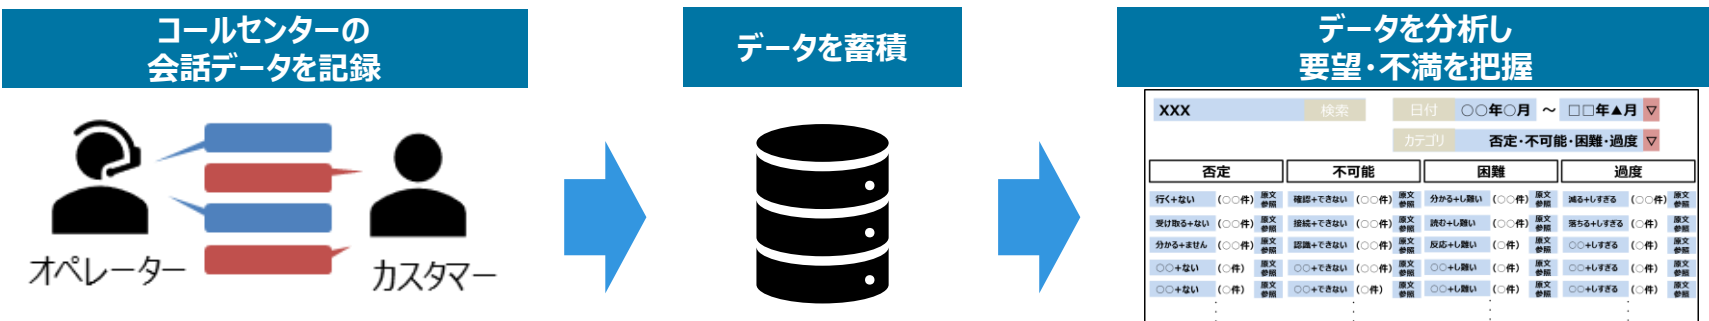 コールセンターの
会話データを記録
データを蓄積
データを分析し
要望・不満を把握
オペレーター
カスタマー
XXX 検索 日付 ○○年○月 ～ □□年▲月 ▽
カテゴリ 否定・不可能・困難・過度 ▽
否定 不可能 困難 過度
行く+ない (○○件) 原文参照 確認+できない (○○件) 原文参照 分かる+し難い (○○件) 原文参照 減る+しすぎる (○○件) 原文参照
受け取る+ない (○○件) 原文参照 接続+できない (○○件) 原文参照 読む+し難い (○○件) 原文参照 落ちる+しすぎる (○件) 原文参照
分かる+ません (○○件) 原文参照 認識+できない (○○件) 原文参照 反応+し難い (○件) 原文参照 ○○+しすぎる (○件) 原文参照
○○+ない (○件) 原文参照 ○○+できない (○○件) 原文参照 ○○+し難い (○件) 原文参照 ○○+しすぎる (○件) 原文参照
○○+ない (○件) 原文参照 ○○+できない (○件) 原文参照 ○○+し難い (○件) 原文参照 ○○+しすぎる (○件) 原文参照